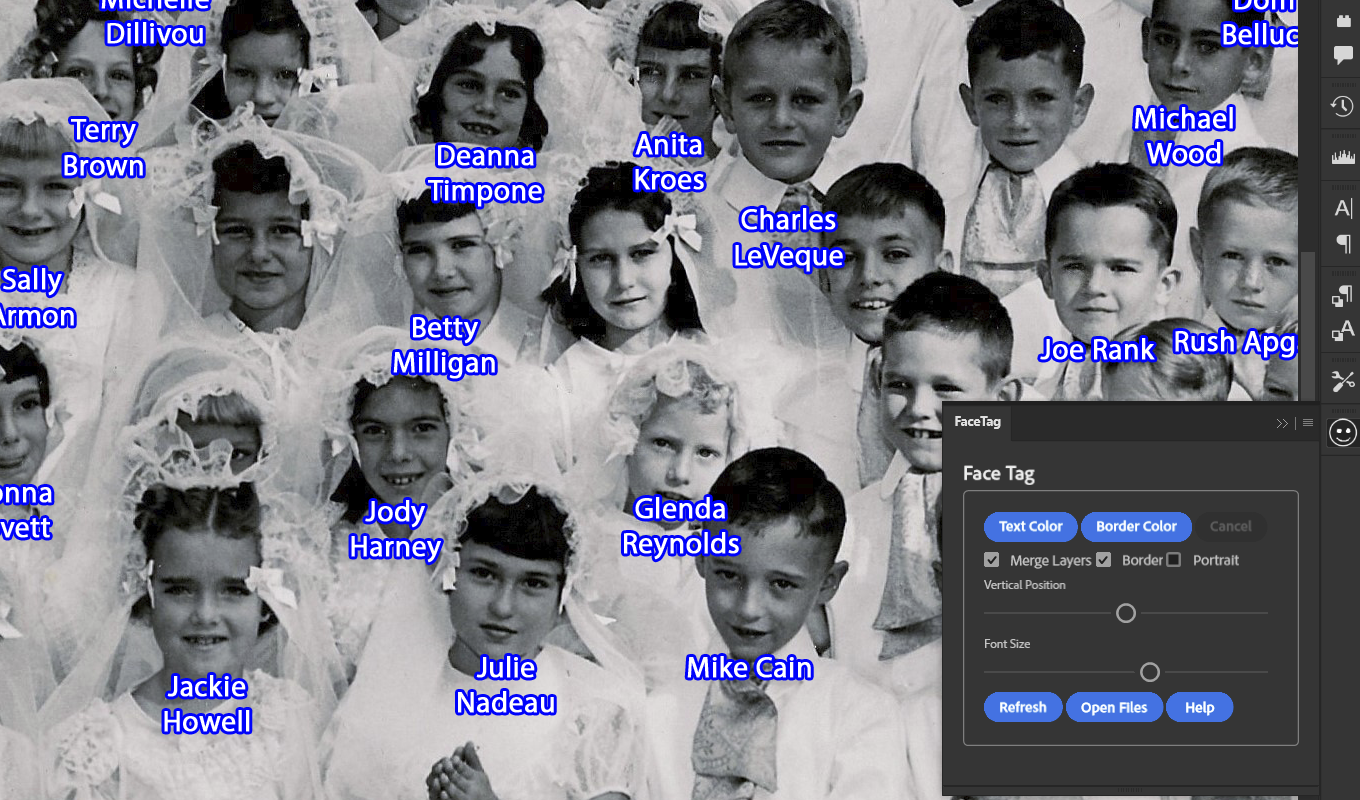 Michelle
Dillivou
Dom
Belluc
Terry
Brown
Deanna
Timpone
Anita
Kroes
Michael
Wood
Charles
LeVeque
Sally
Armon
Betty
Milligan
Joe Rank
Rush Apg
onna
vett
Jody
Harney
Glenda
Reynolds
Jackie
Howell
Julie
Nadeau
Mike Cain
FaceTag
Face Tag
Text Color
Border Color
Cancel
Merge Layers
Border
Portrait
Vertical Position
Font Size
Refresh
Open Files
Help